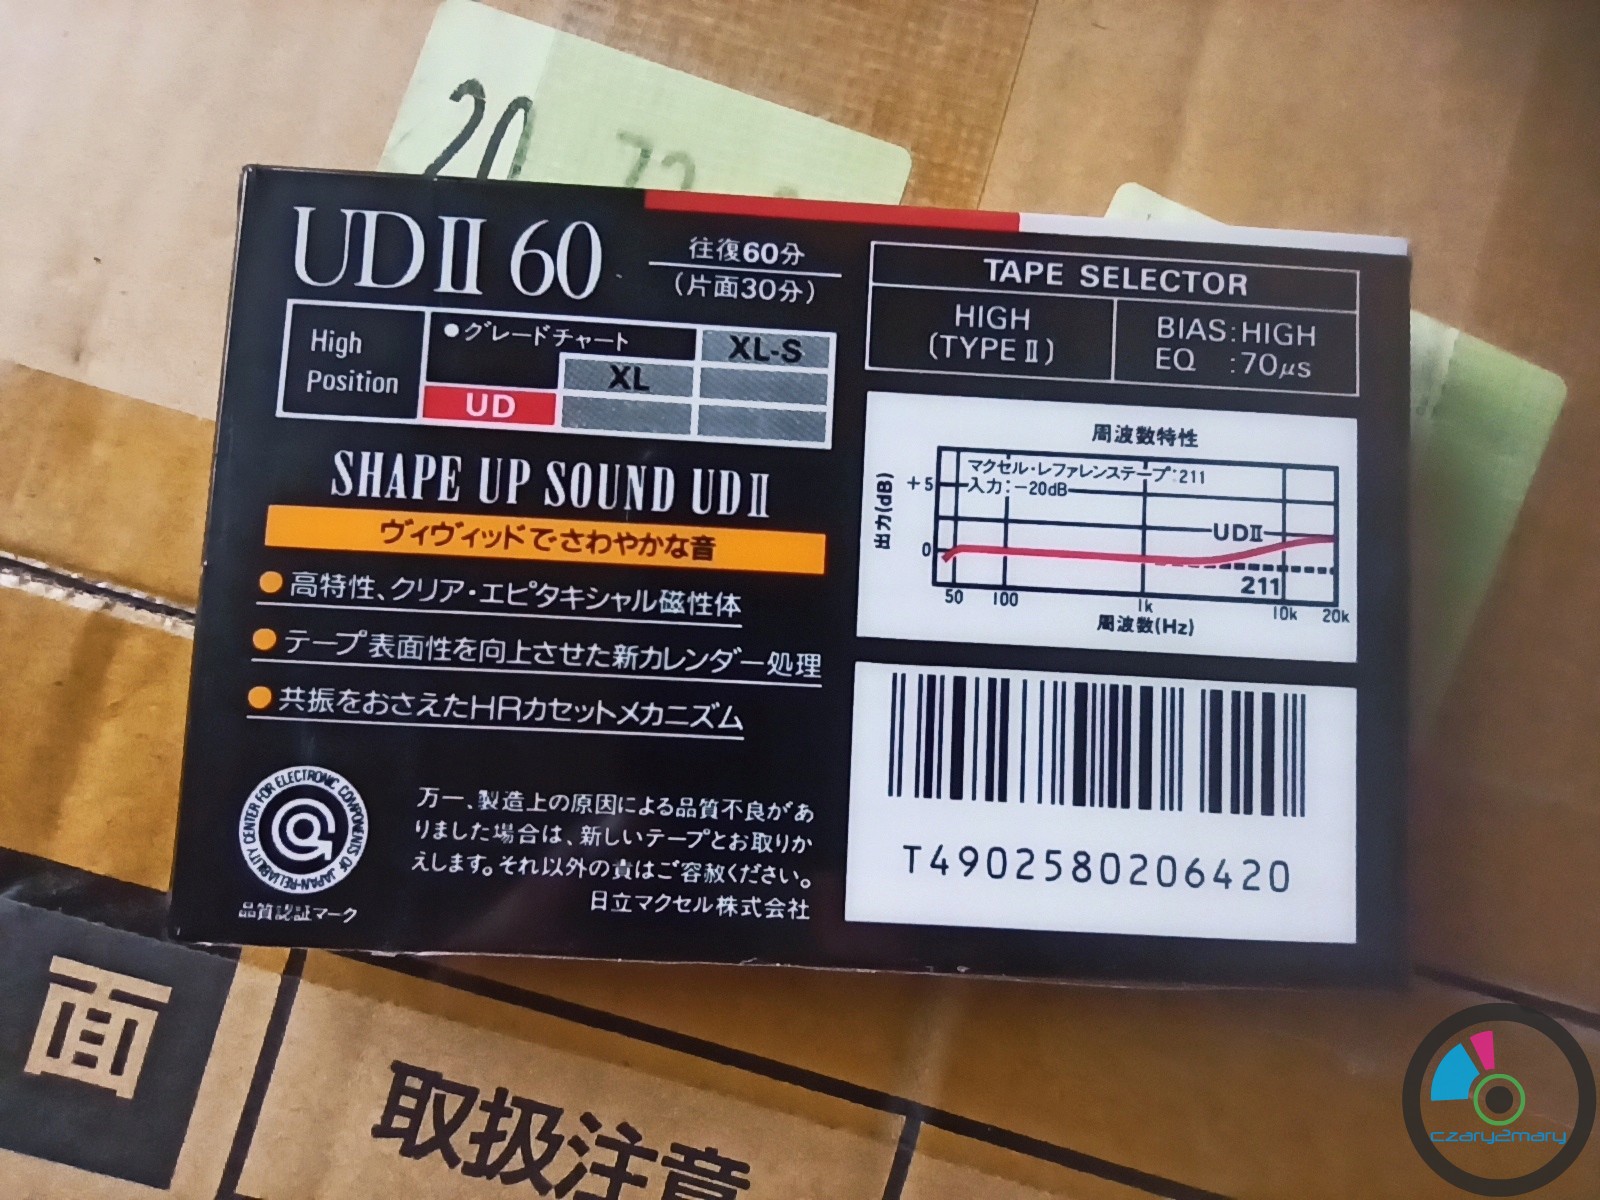 20 72
UDⅡ 60
往復60分
(片面30分)
High
Position
●グレードチャート
XL-S
XL
UD
TAPE SELECTOR
HIGH
(TYPEⅡ)
BIAS:HIGH
EQ :70μs
SHAPE UP SOUND UDⅡ
ヴィヴィッドでさわやかな音
●高特性、クリア・エピタキシャル磁性体
●テープ表面性を向上させた新カレンダー処理
●共振をおさえたHRカセットメカニズム
周波数特性
マクセル・レファレンステープ:211
入力:-20dB
出力(dB)
+5
0
UDⅡ
211
50 100 1k 10k 20k
周波数(Hz)
RELIABILITY CENTER FOR ELECTRONIC COMPONENTS OF JAPAN
品質認証マーク
万一、製造上の原因による品質不良があ
りました場合は、新しいテープとお取りか
えします。それ以外の責はご容赦ください。
日立マクセル株式会社
T4902580206420
面
取扱注意
czary2mary